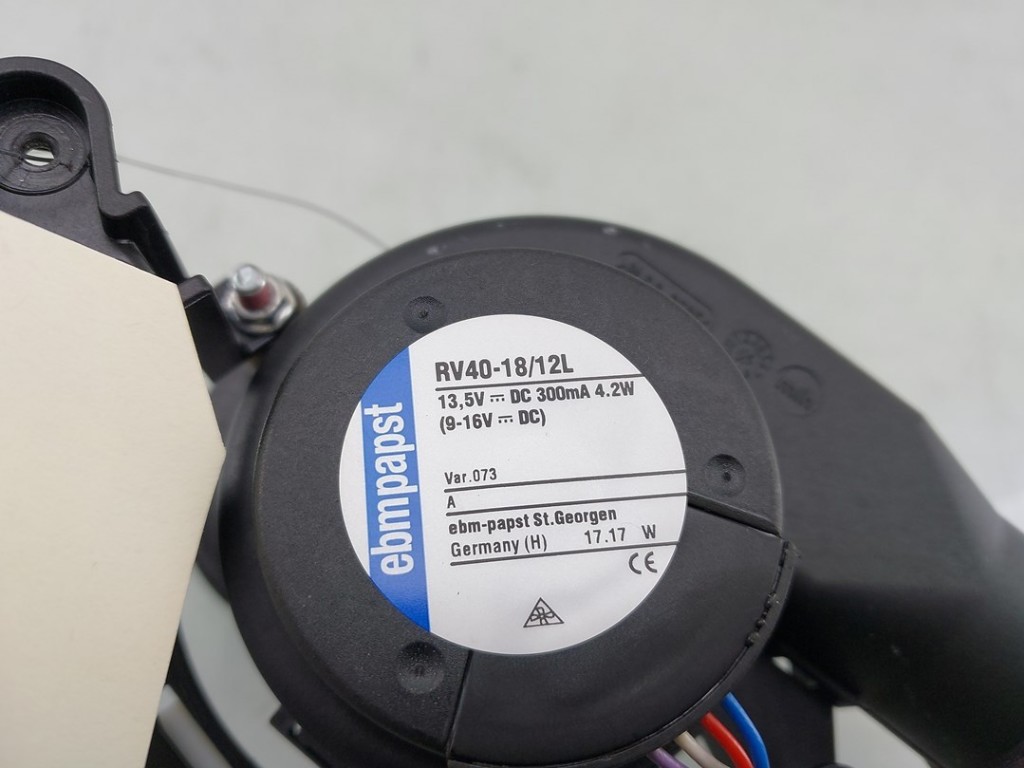 RV40-18/12L
13,5V ⎓ DC 300mA 4.2W
(9-16V ⎓ DC)
Var.073
A
ebm-papst St.Georgen
Germany (H) 17.17 W
CE
ebmpapst